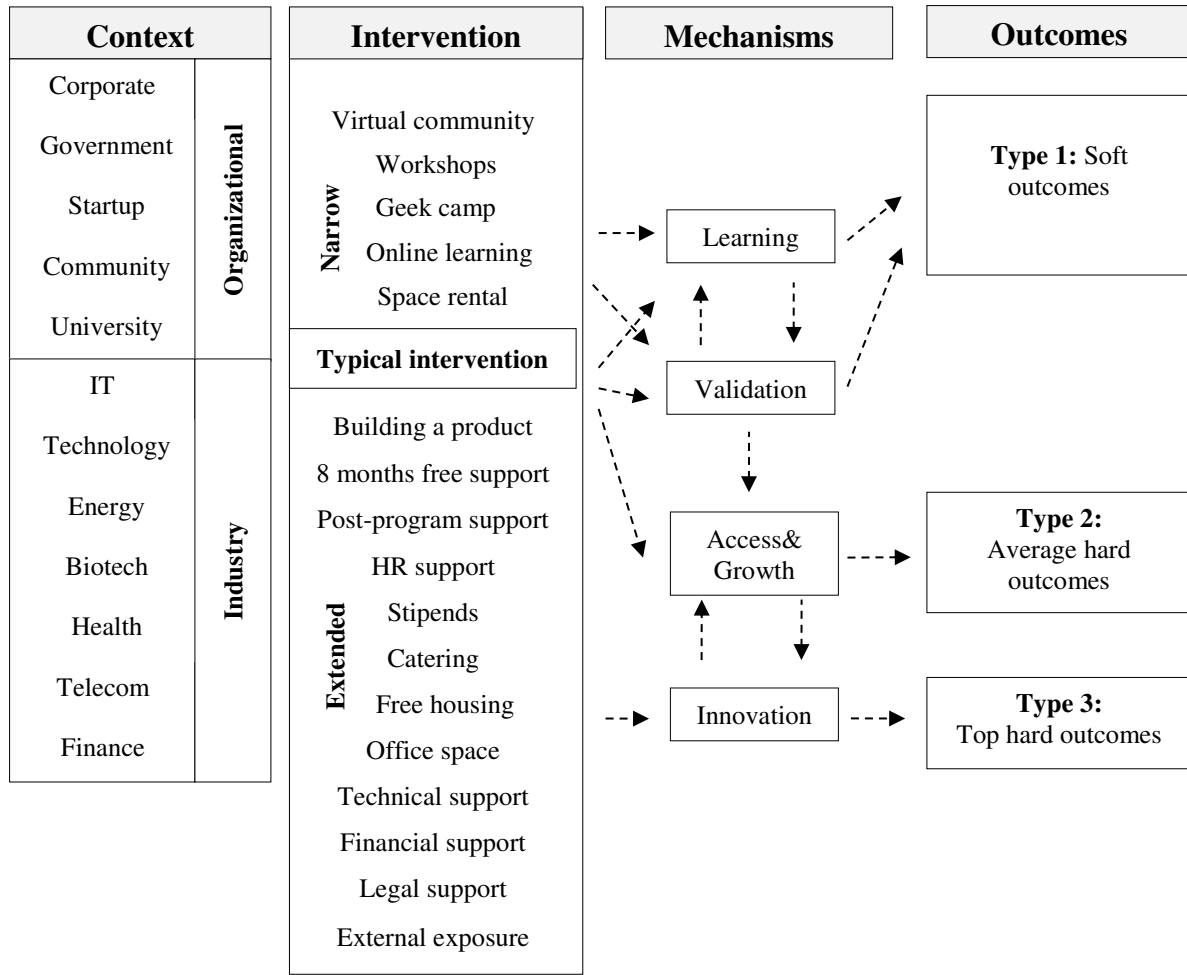 Context
Corporate
Government
Startup
Community
University
Organizational
IT
Technology
Energy
Biotech
Health
Telecom
Finance
Industry
Intervention
Virtual community
Workshops
Geek camp
Online learning
Space rental
Narrow
Typical intervention
Building a product
8 months free support
Post-program support
HR support
Stipends
Catering
Free housing
Office space
Technical support
Financial support
Legal support
External exposure
Extended
Mechanisms
Learning
Validation
Access&
Growth
Innovation
Outcomes
Type 1: Soft
outcomes
Type 2:
Average hard
outcomes
Type 3:
Top hard outcomes